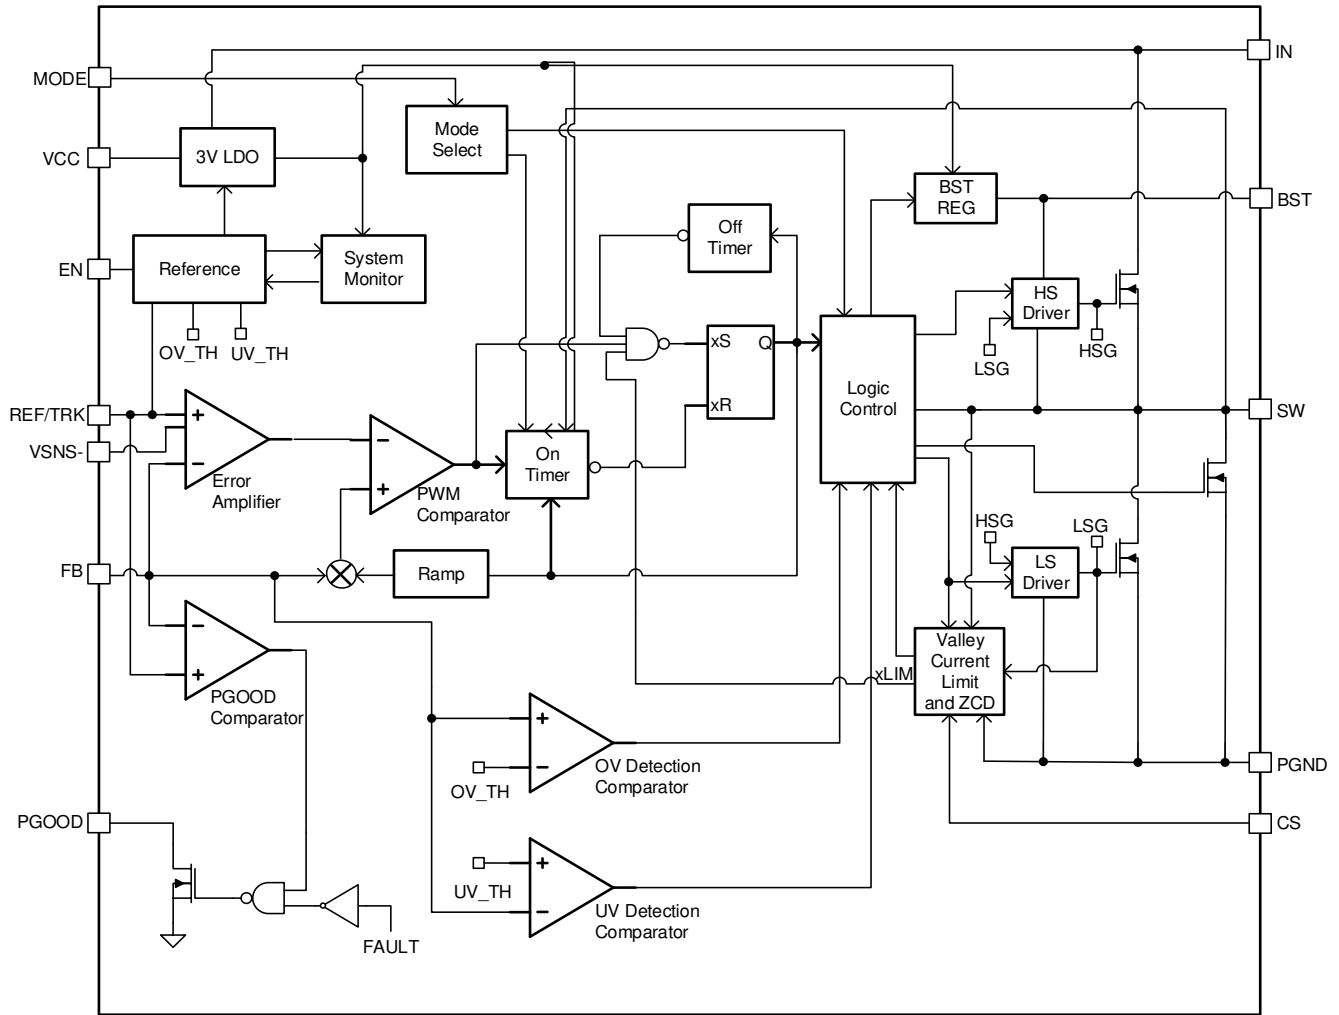 IN
MODE
Mode
Select
VCC
3V LDO
BST
REG
BST
Off
Timer
EN
Reference
System
Monitor
HS
Driver
OV_TH
UV_TH
LSG
HSG
xS
Q
xR
Logic
Control
REF/TRK
+
SW
VSNS-
−
Error
Amplifier
−
+
PWM
Comparator
On
Timer
HSG
LSG
LS
Driver
FB
Ramp
−
+
PGOOD
Comparator
Valley
Current
Limit
and ZCD
xLIM
+
−
OV_TH
OV Detection
Comparator
PGND
PGOOD
CS
+
−
UV_TH
UV Detection
Comparator
FAULT